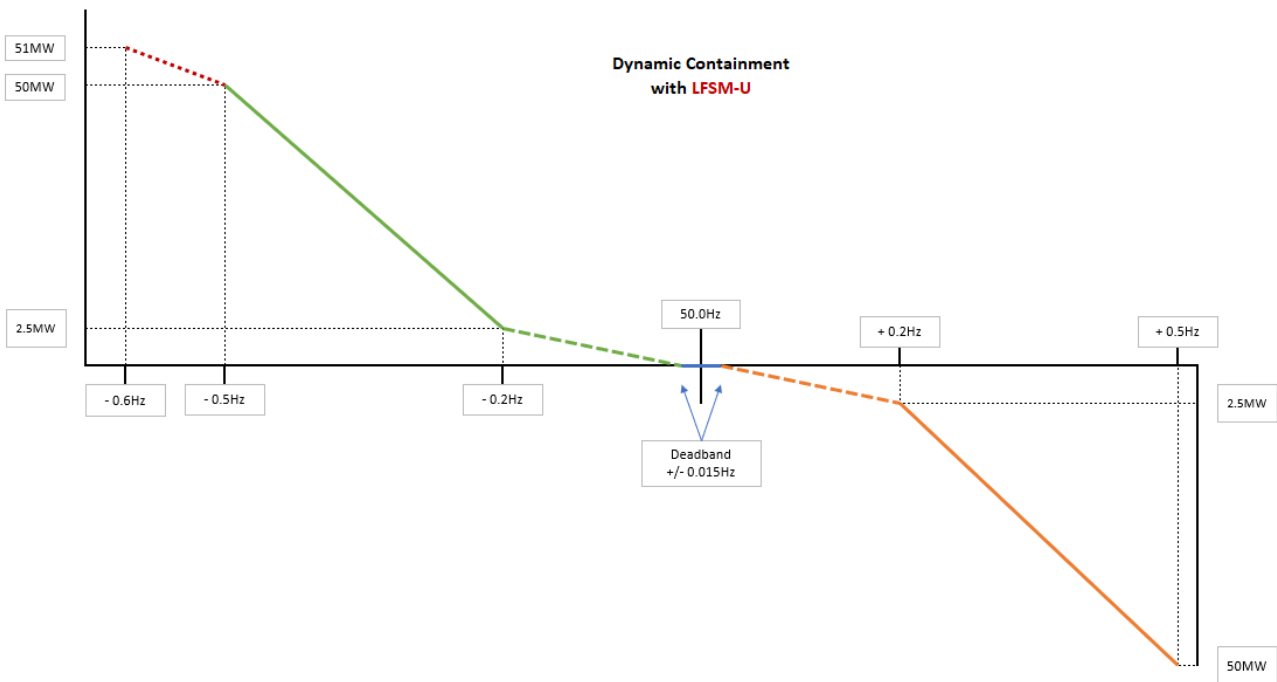 51MW
Dynamic Containment
with LFSM-U
50MW
50.0Hz
2.5MW
+ 0.2Hz
+ 0.5Hz
- 0.6Hz
- 0.5Hz
- 0.2Hz
2.5MW
Deadband
+/- 0.015Hz
50MW